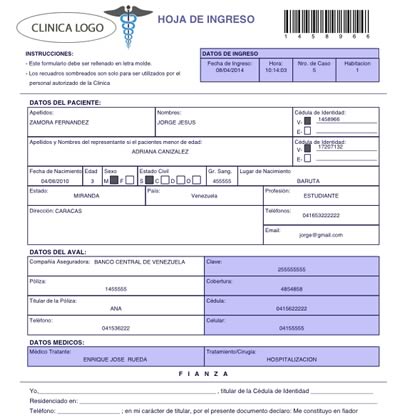 CLINICA LOGO
HOJA DE INGRESO
1 4 5 8 9 6 6
INSTRUCCIONES:
- Este formulario debe ser rellenado en letra molde.
- Los recuadros sombreados son solo para ser utilizados por el
personal autorizado de la Clinica
DATOS DE INGRESO
Fecha de Ingreso: Hora: Nro. de Caso Habitacion
08/04/2014 10:14:03 5 1
DATOS DEL PACIENTE:
Apellidos: Nombres: Cédula de Identidad:
ZAMORA FERNANDEZ JORGE JESUS V- 1458966
E-
Apellidos y Nombres del representante si el pacientes menor de edad: Cédula de Identidad:
ADRIANA CANIZALEZ V- 17207132
E-
Fecha de Nacimiento Edad Sexo Estado Civil Gr. Sang. Lugar de Nacimiento:
04/08/2010 3 M F S C D O 455555 BARUTA
Estado: País: Profesión:
MIRANDA Venezuela ESTUDIANTE
Dirección: CARACAS Teléfonos:
041653222222
Email:
jorge@gmail.com
DATOS DEL AVAL:
Compañía Aseguradora: BANCO CENTRAL DE VENEZUELA Clave:
255555555
Póliza: Cobertura:
1455555 4854858
Titular de la Póliza: Cédula:
ANA 0415622222
Teléfono: Celular:
041536222 04155555
DATOS MEDICOS:
Médico Tratante: Tratamiento/Cirugía:
ENRIQUE JOSE RUEDA HOSPITALIZACION
F i A N Z A
Yo, , titular de la Cédula de Identidad
Residenciado en:
Teléfono: ; en mi carácter de titular, por el presente documento declaro: Me constituyo en fiador